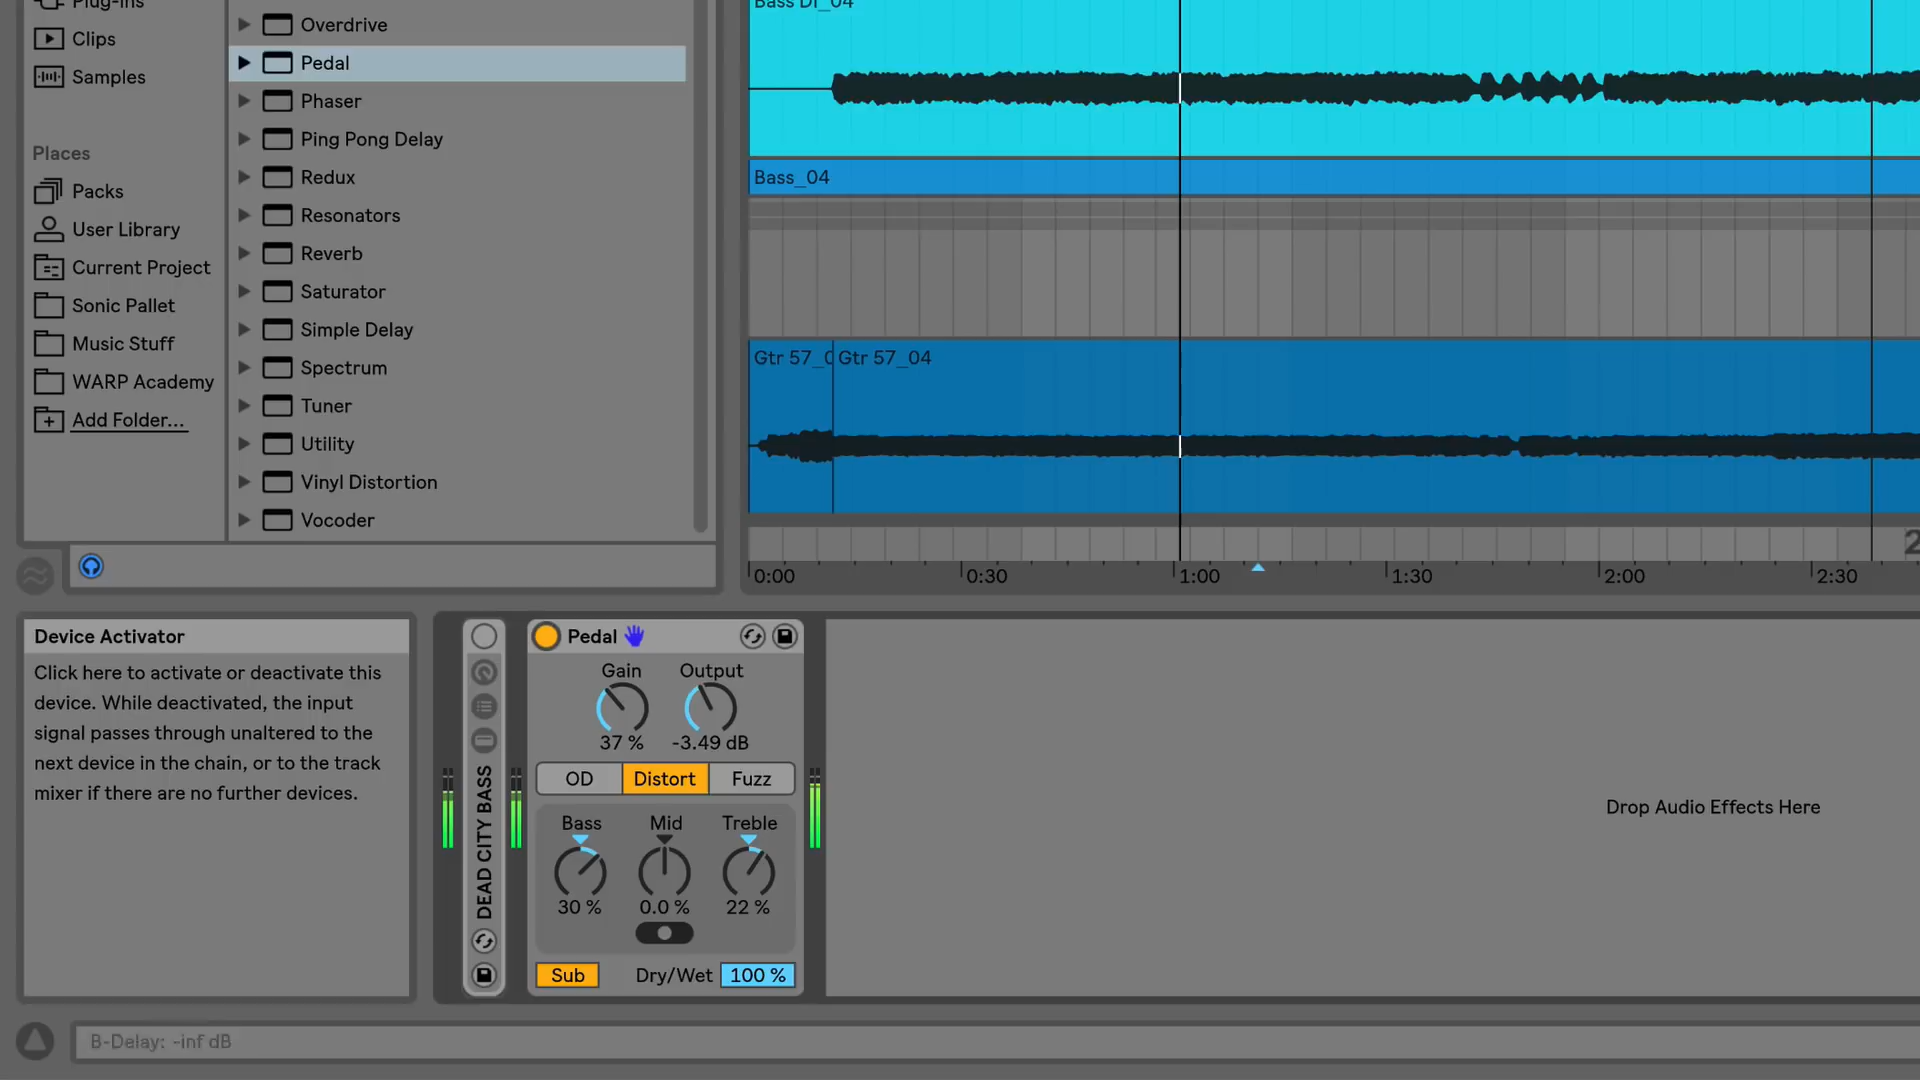 Plug-Ins
Clips
Samples
Places
Packs
User Library
Current Project
Sonic Pallet
Music Stuff
WARP Academy
Add Folder...
Overdrive
Pedal
Phaser
Ping Pong Delay
Redux
Resonators
Reverb
Saturator
Simple Delay
Spectrum
Tuner
Utility
Vinyl Distortion
Vocoder
Bass DI_04
Bass_04
Gtr 57_0
Gtr 57_04
0:00
0:30
1:00
1:30
2:00
2:30
2
Device Activator
Click here to activate or deactivate this
device. While deactivated, the input
signal passes through unaltered to the
next device in the chain, or to the track
mixer if there are no further devices.
DEAD CITY BASS
Pedal
Gain
Output
37 %
-3.49 dB
OD
Distort
Fuzz
Bass
Mid
Treble
30 %
0.0 %
22 %
Sub
Dry/Wet
100 %
Drop Audio Effects Here
B-Delay: -inf dB